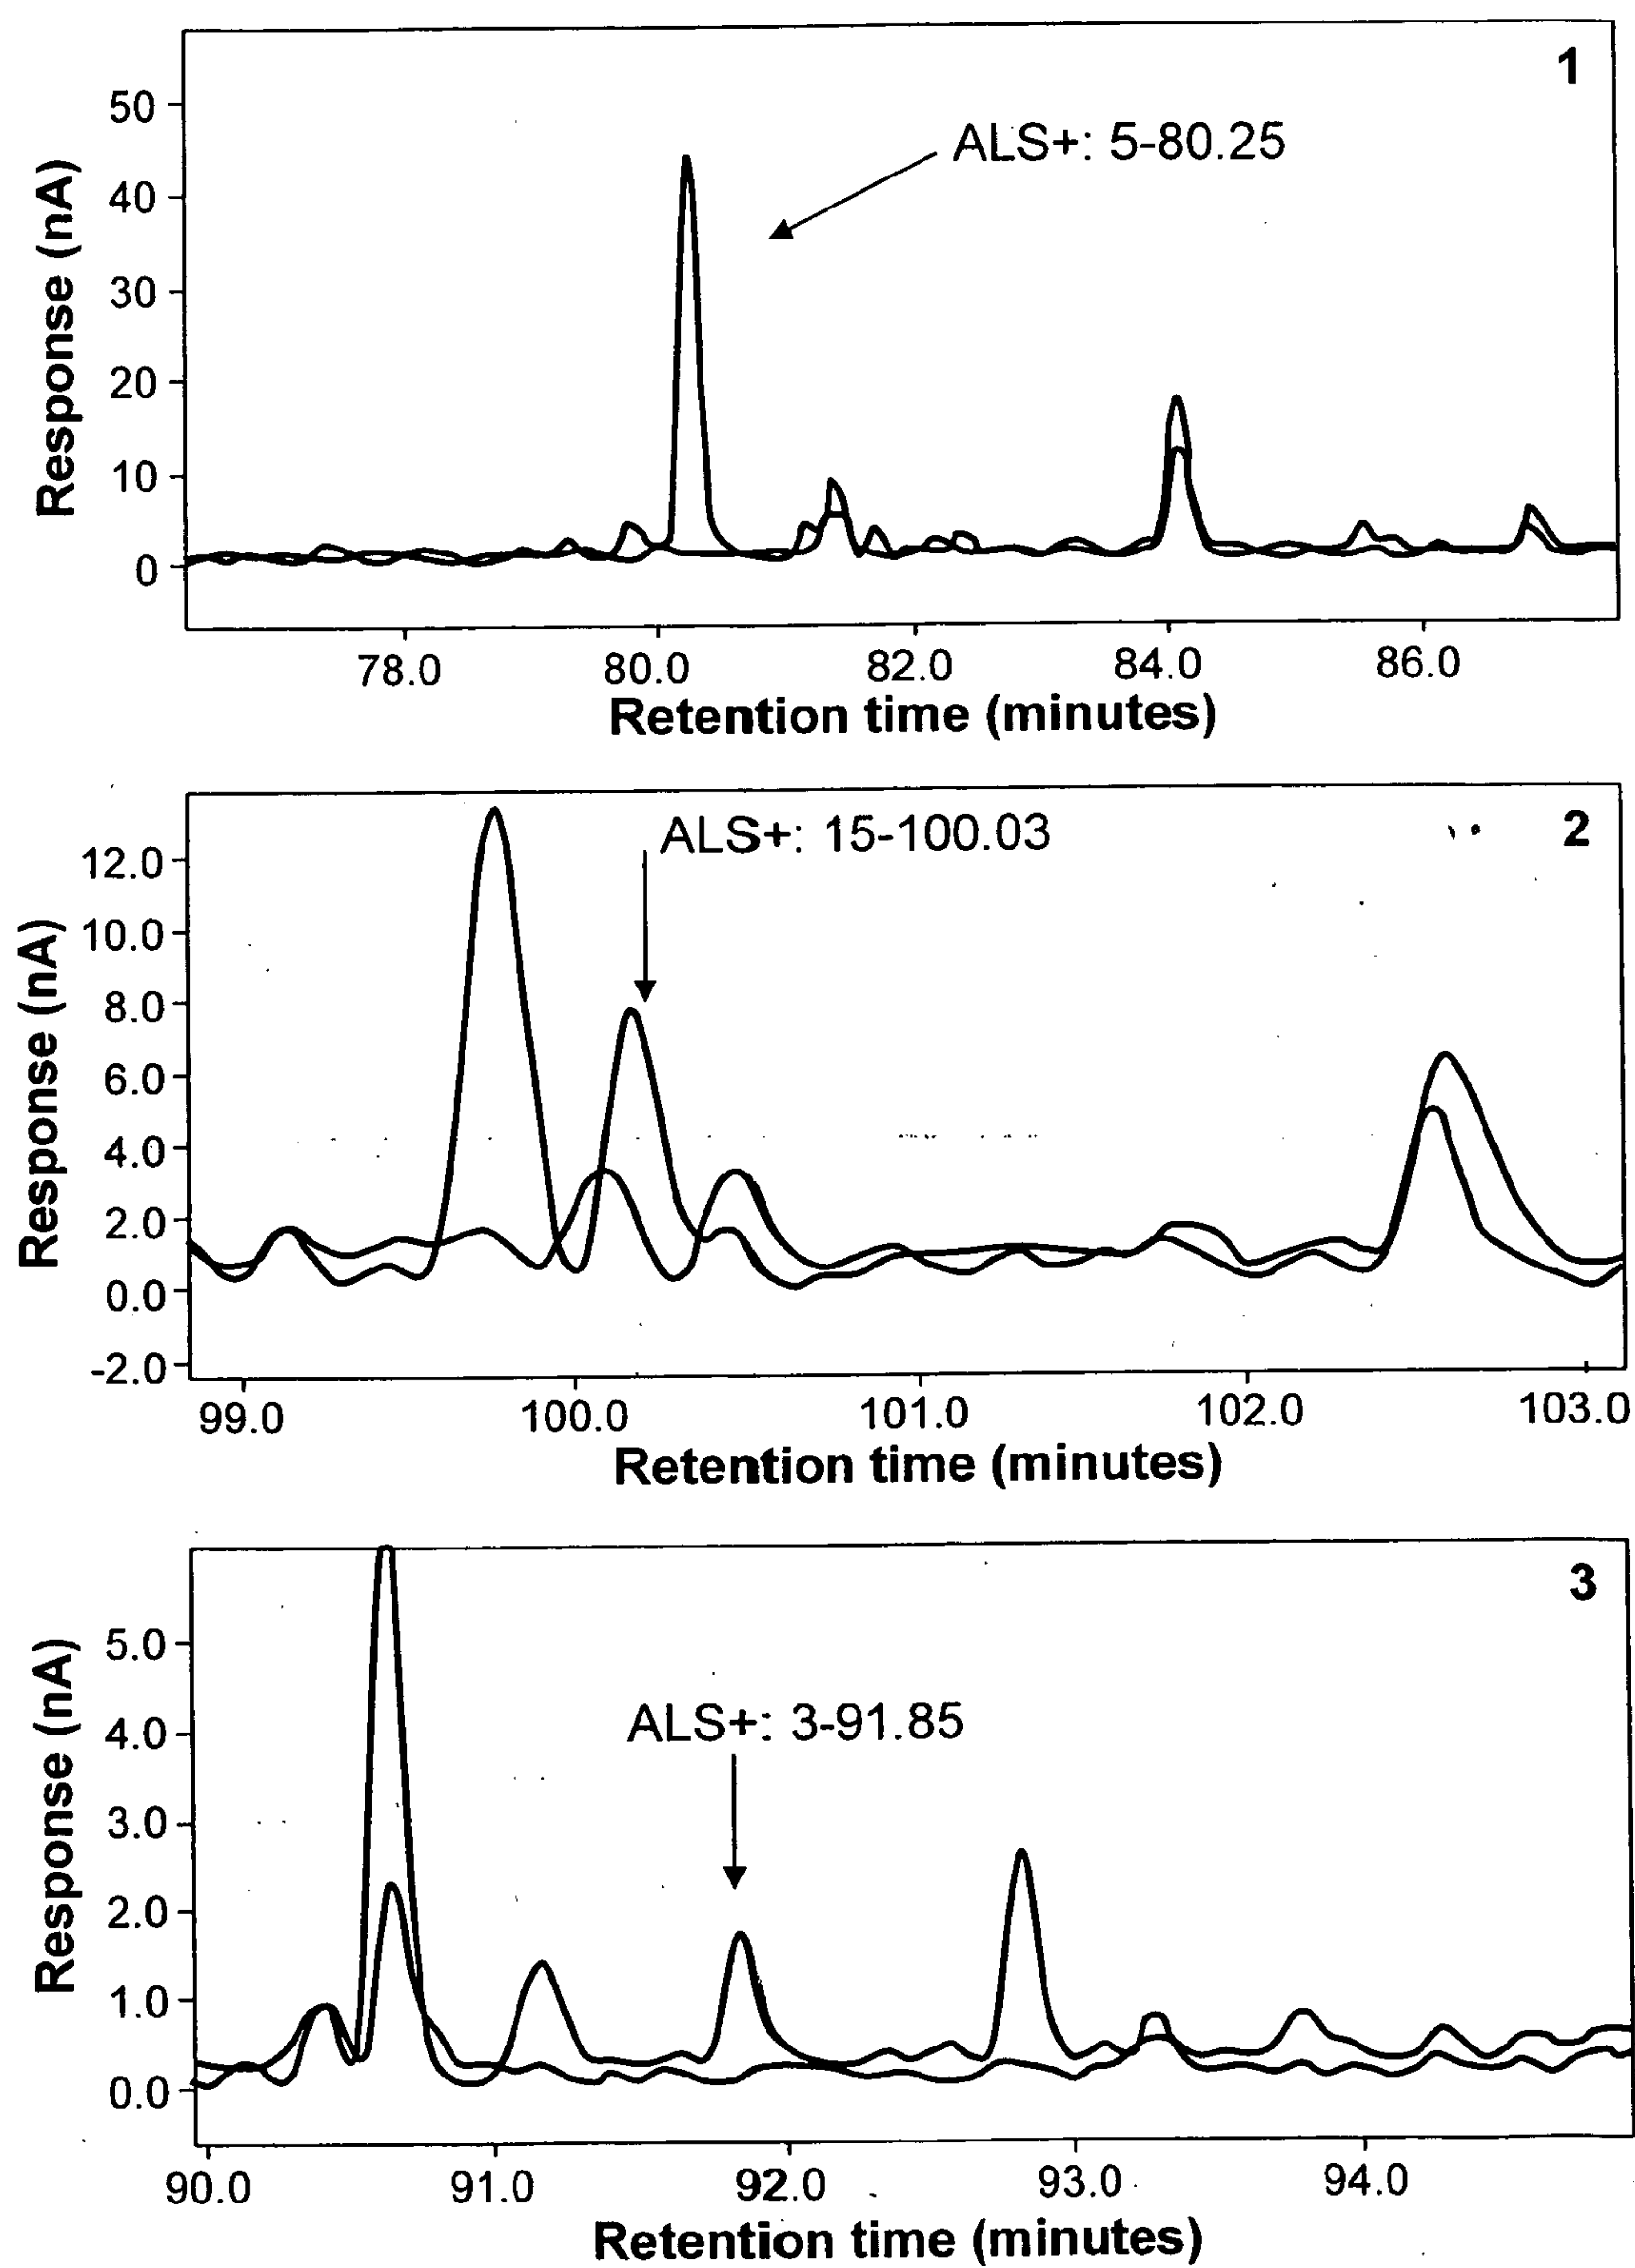 1
50
ALS+: 5-80.25
40
30
20
10
0
Response (nA)
78.0 80.0 82.0 84.0 86.0
Retention time (minutes)
2
ALS+: 15-100.03
12.0
10.0
8.0
6.0
4.0
2.0
0.0
-2.0
Response (nA)
99.0 100.0 101.0 102.0 103.0
Retention time (minutes)
3
5.0
ALS+: 3-91.85
4.0
3.0
2.0
1.0
0.0
Response (nA)
90.0 91.0 92.0 93.0 94.0
Retention time (minutes)